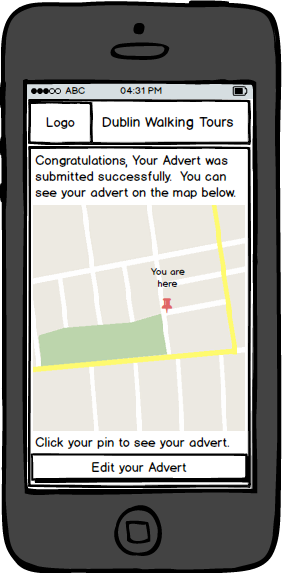 ABC 04:31 PM
Logo Dublin Walking Tours
Congratulations, Your Advert was
submitted successfully. You can
see your advert on the map below.
You are
here
Click your pin to see your advert.
Edit your Advert